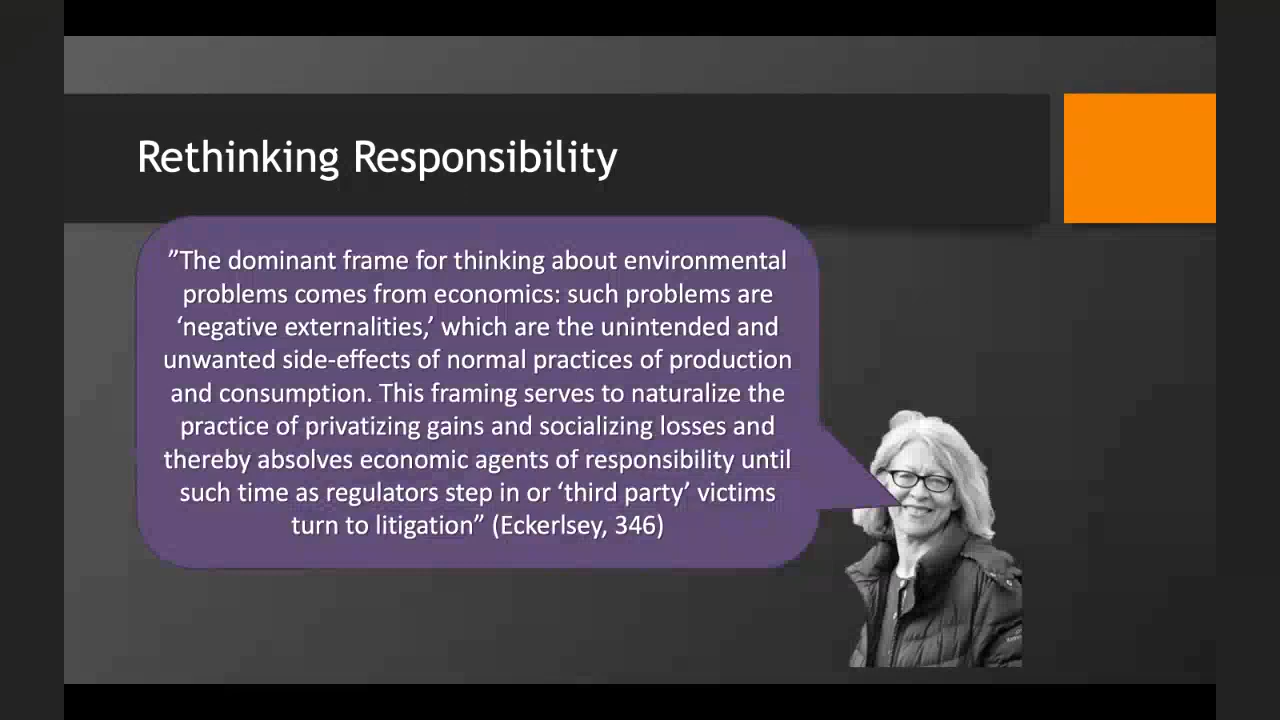 Rethinking Responsibility
”The dominant frame for thinking about environmental
problems comes from economics: such problems are
‘negative externalities,’ which are the unintended and
unwanted side-effects of normal practices of production
and consumption. This framing serves to naturalize the
practice of privatizing gains and socializing losses and
thereby absolves economic agents of responsibility until
such time as regulators step in or ‘third party’ victims
turn to litigation” (Eckerlsey, 346)